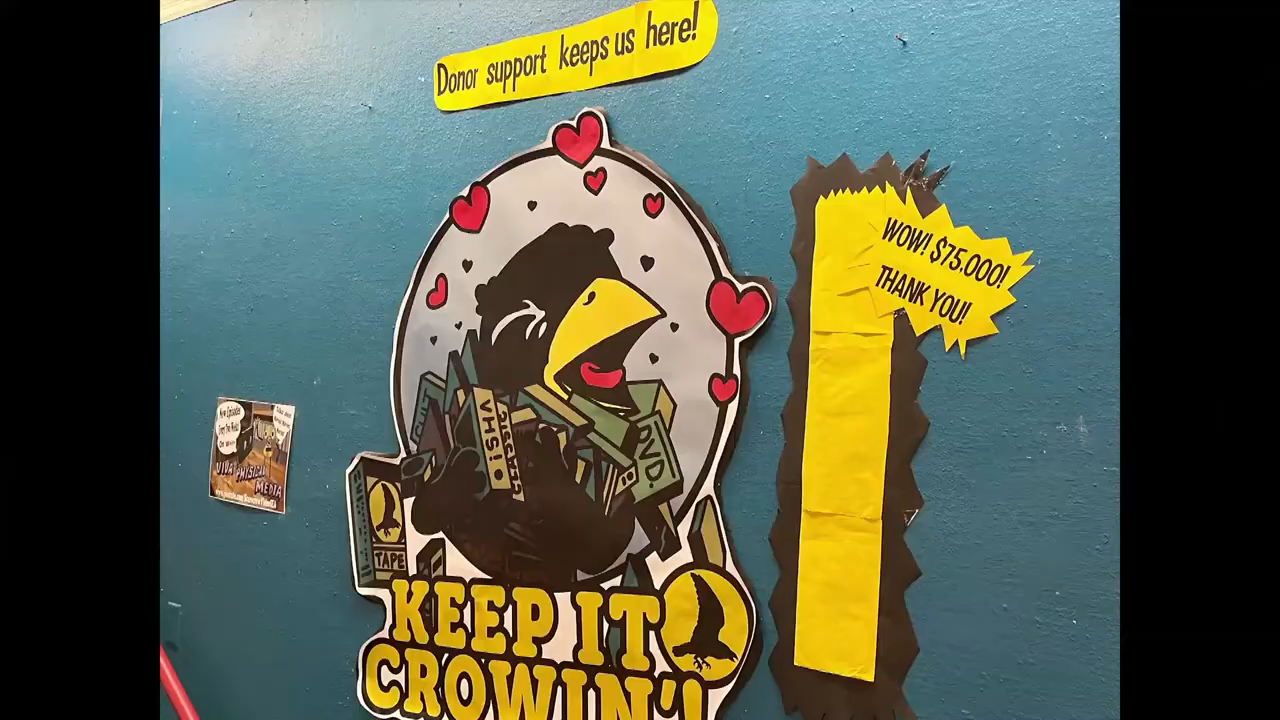 Donor support keeps us here!
WOW! $75.000!
THANK YOU!
VHS!
DVD.
TAPE
KEEP IT
CROWIN'!
VIVA PHYSICAL
MEDIA